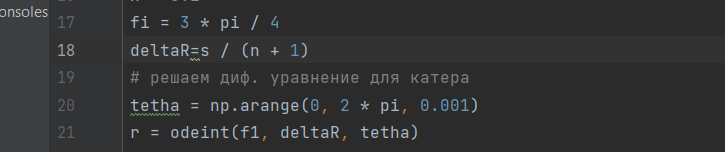 onsoles
17 fi = 3 * pi / 4
18 deltaR=s / (n + 1)
19 # решаем диф. уравнение для катера
20 tetha = np.arange(0, 2 * pi, 0.001)
21 r = odeint(f1, deltaR, tetha)